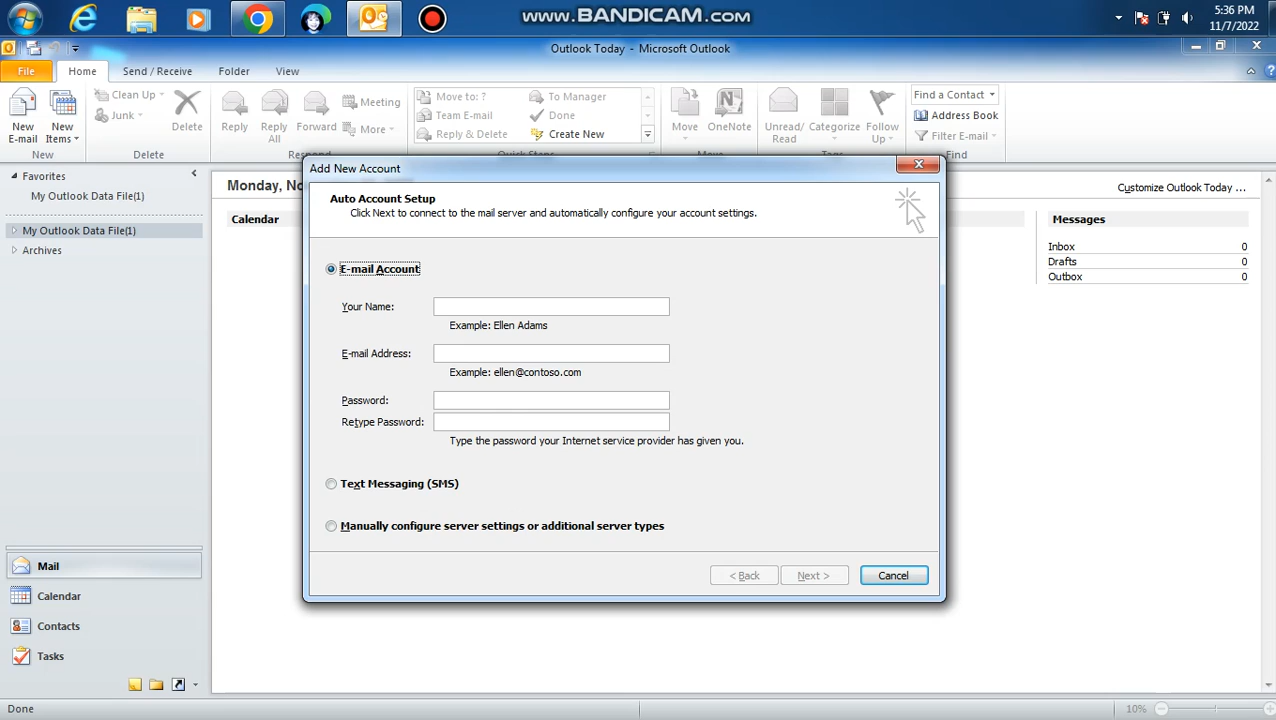 www.BANDICAM.com
5:36 PM
11/7/2022
Outlook Today - Microsoft Outlook
File Home Send / Receive Folder View
New E-mail
New Items
New
Clean Up
Junk
Delete
Delete
Reply
Reply All
Forward
Meeting
More
Respond
Move to: ?
Team E-mail
Reply & Delete
To Manager
Done
Create New
Quick Steps
Move
OneNote
Move
Unread/ Read
Categorize
Follow Up
Tags
Find a Contact
Address Book
Filter E-mail
Find
Favorites
My Outlook Data File(1)
My Outlook Data File(1)
Archives
Mail
Calendar
Contacts
Tasks
Monday, No
Calendar
Customize Outlook Today ...
Messages
Inbox 0
Drafts 0
Outbox 0
Add New Account
Auto Account Setup
Click Next to connect to the mail server and automatically configure your account settings.
E-mail Account
Your Name:
Example: Ellen Adams
E-mail Address:
Example: ellen@contoso.com
Password:
Retype Password:
Type the password your Internet service provider has given you.
Text Messaging (SMS)
Manually configure server settings or additional server types
< Back Next > Cancel
Done
10%